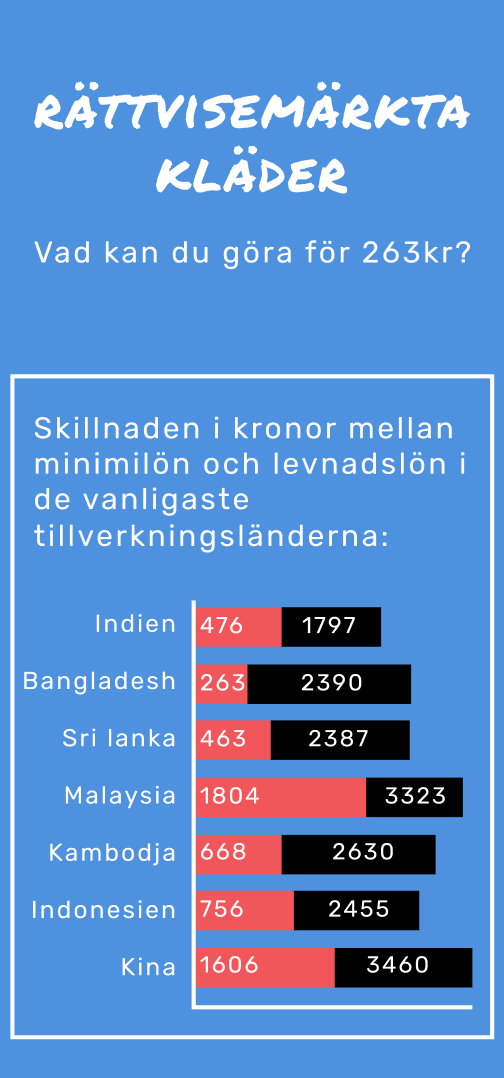 RÄTTVISEMÄRKTA
KLÄDER
Vad kan du göra för 263kr?
Skillnaden i kronor mellan
minimilön och levnadslön i
de vanligaste
tillverkningsländerna:
Indien 476 1797
Bangladesh 263 2390
Sri lanka 463 2387
Malaysia 1804 3323
Kambodja 668 2630
Indonesien 756 2455
Kina 1606 3460